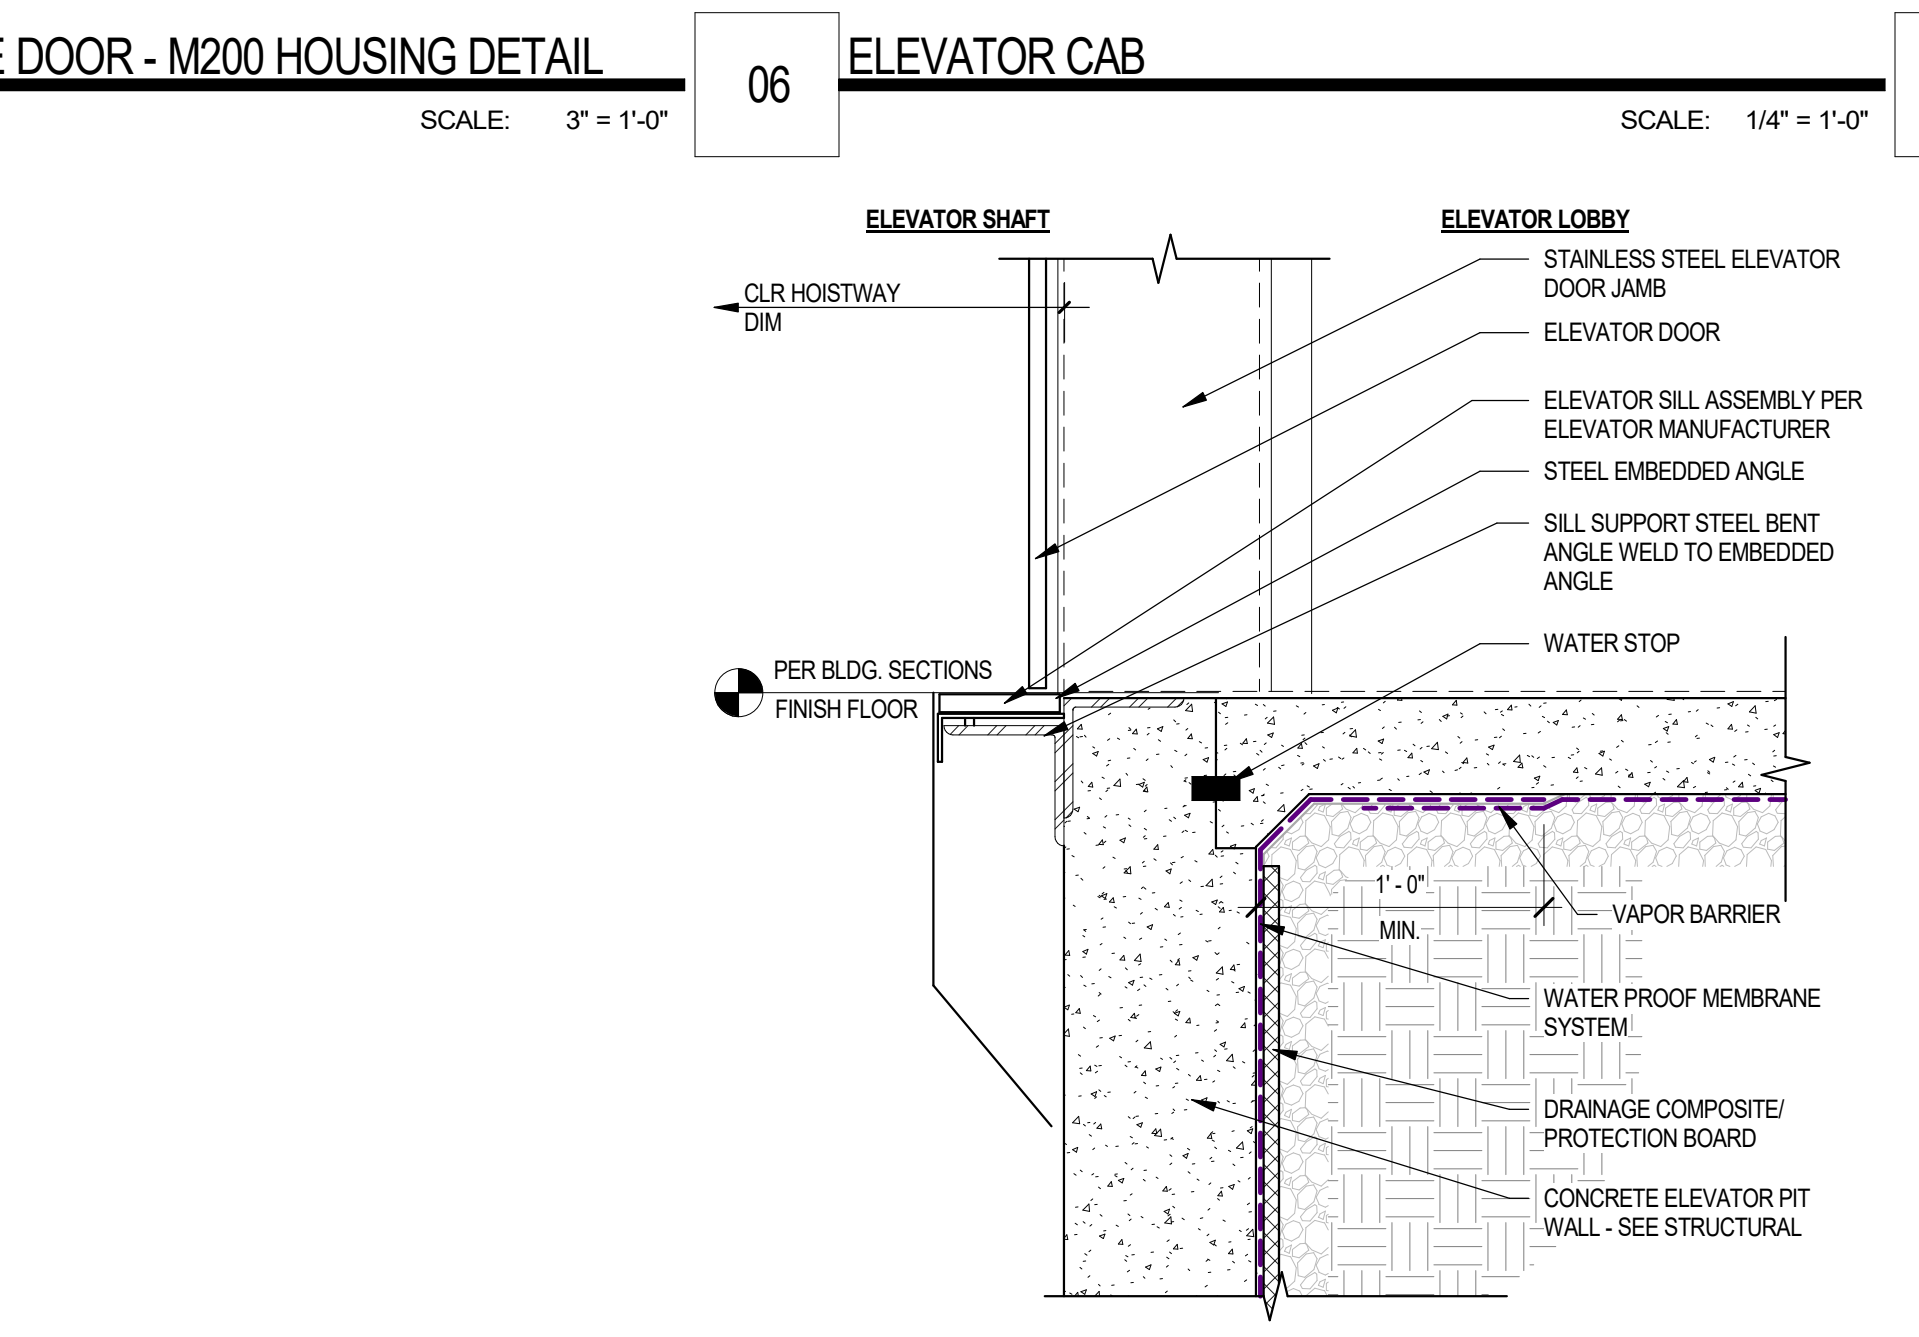 E DOOR - M200 HOUSING DETAIL
SCALE: 3" = 1'-0"
06
ELEVATOR CAB
SCALE: 1/4" = 1'-0"
ELEVATOR SHAFT
ELEVATOR LOBBY
CLR HOISTWAY
DIM
STAINLESS STEEL ELEVATOR
DOOR JAMB
ELEVATOR DOOR
ELEVATOR SILL ASSEMBLY PER
ELEVATOR MANUFACTURER
STEEL EMBEDDED ANGLE
SILL SUPPORT STEEL BENT
ANGLE WELD TO EMBEDDED
ANGLE
WATER STOP
PER BLDG. SECTIONS
FINISH FLOOR
1' - 0"
MIN.
VAPOR BARRIER
WATER PROOF MEMBRANE
SYSTEM
DRAINAGE COMPOSITE/
PROTECTION BOARD
CONCRETE ELEVATOR PIT
WALL - SEE STRUCTURAL